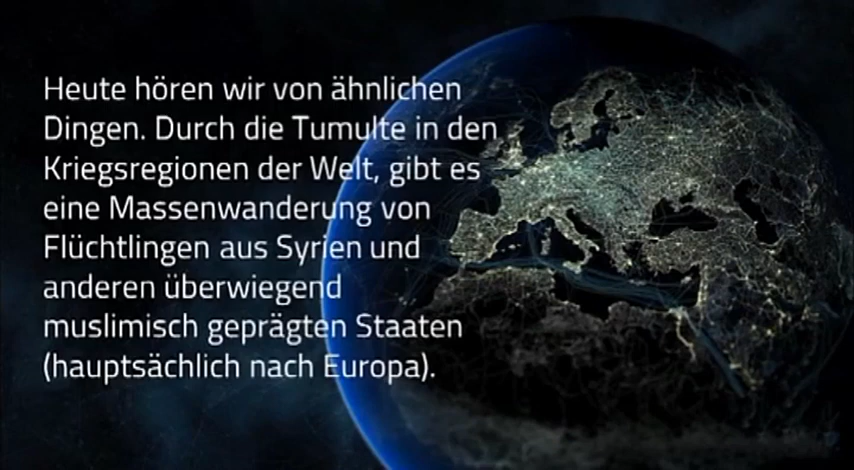 Heute hören wir von ähnlichen
Dingen. Durch die Tumulte in den
Kriegsregionen der Welt, gibt es
eine Massenwanderung von
Flüchtlingen aus Syrien und
anderen überwiegend
muslimisch geprägten Staaten
(hauptsächlich nach Europa).